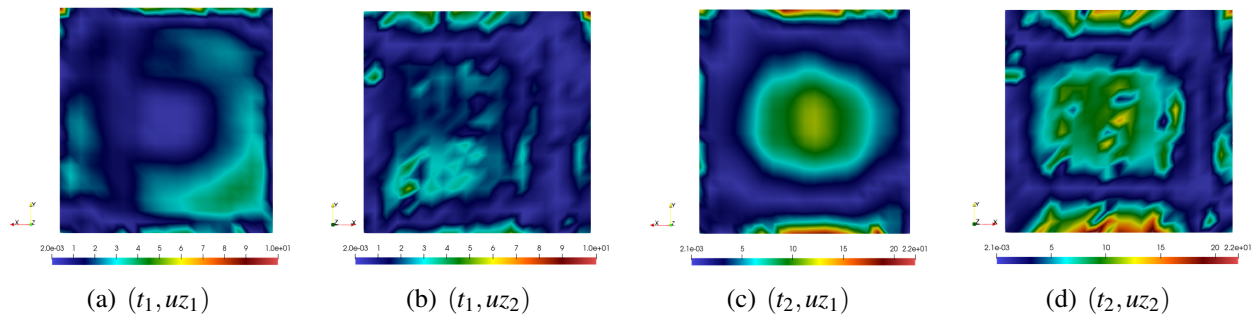 Y X Z
2.0e-03 1 2 3 4 5 6 7 8 9 1.0e+01
(a) (t1, uz1)
Y X Z
2.0e-03 1 2 3 4 5 6 7 8 9 1.0e+01
(b) (t1, uz2)
Y X Z
2.1e-03 5 10 15 20 2.2e+01
(c) (t2, uz1)
Y Z X
2.1e-03 5 10 15 20 2.2e+01
(d) (t2, uz2)